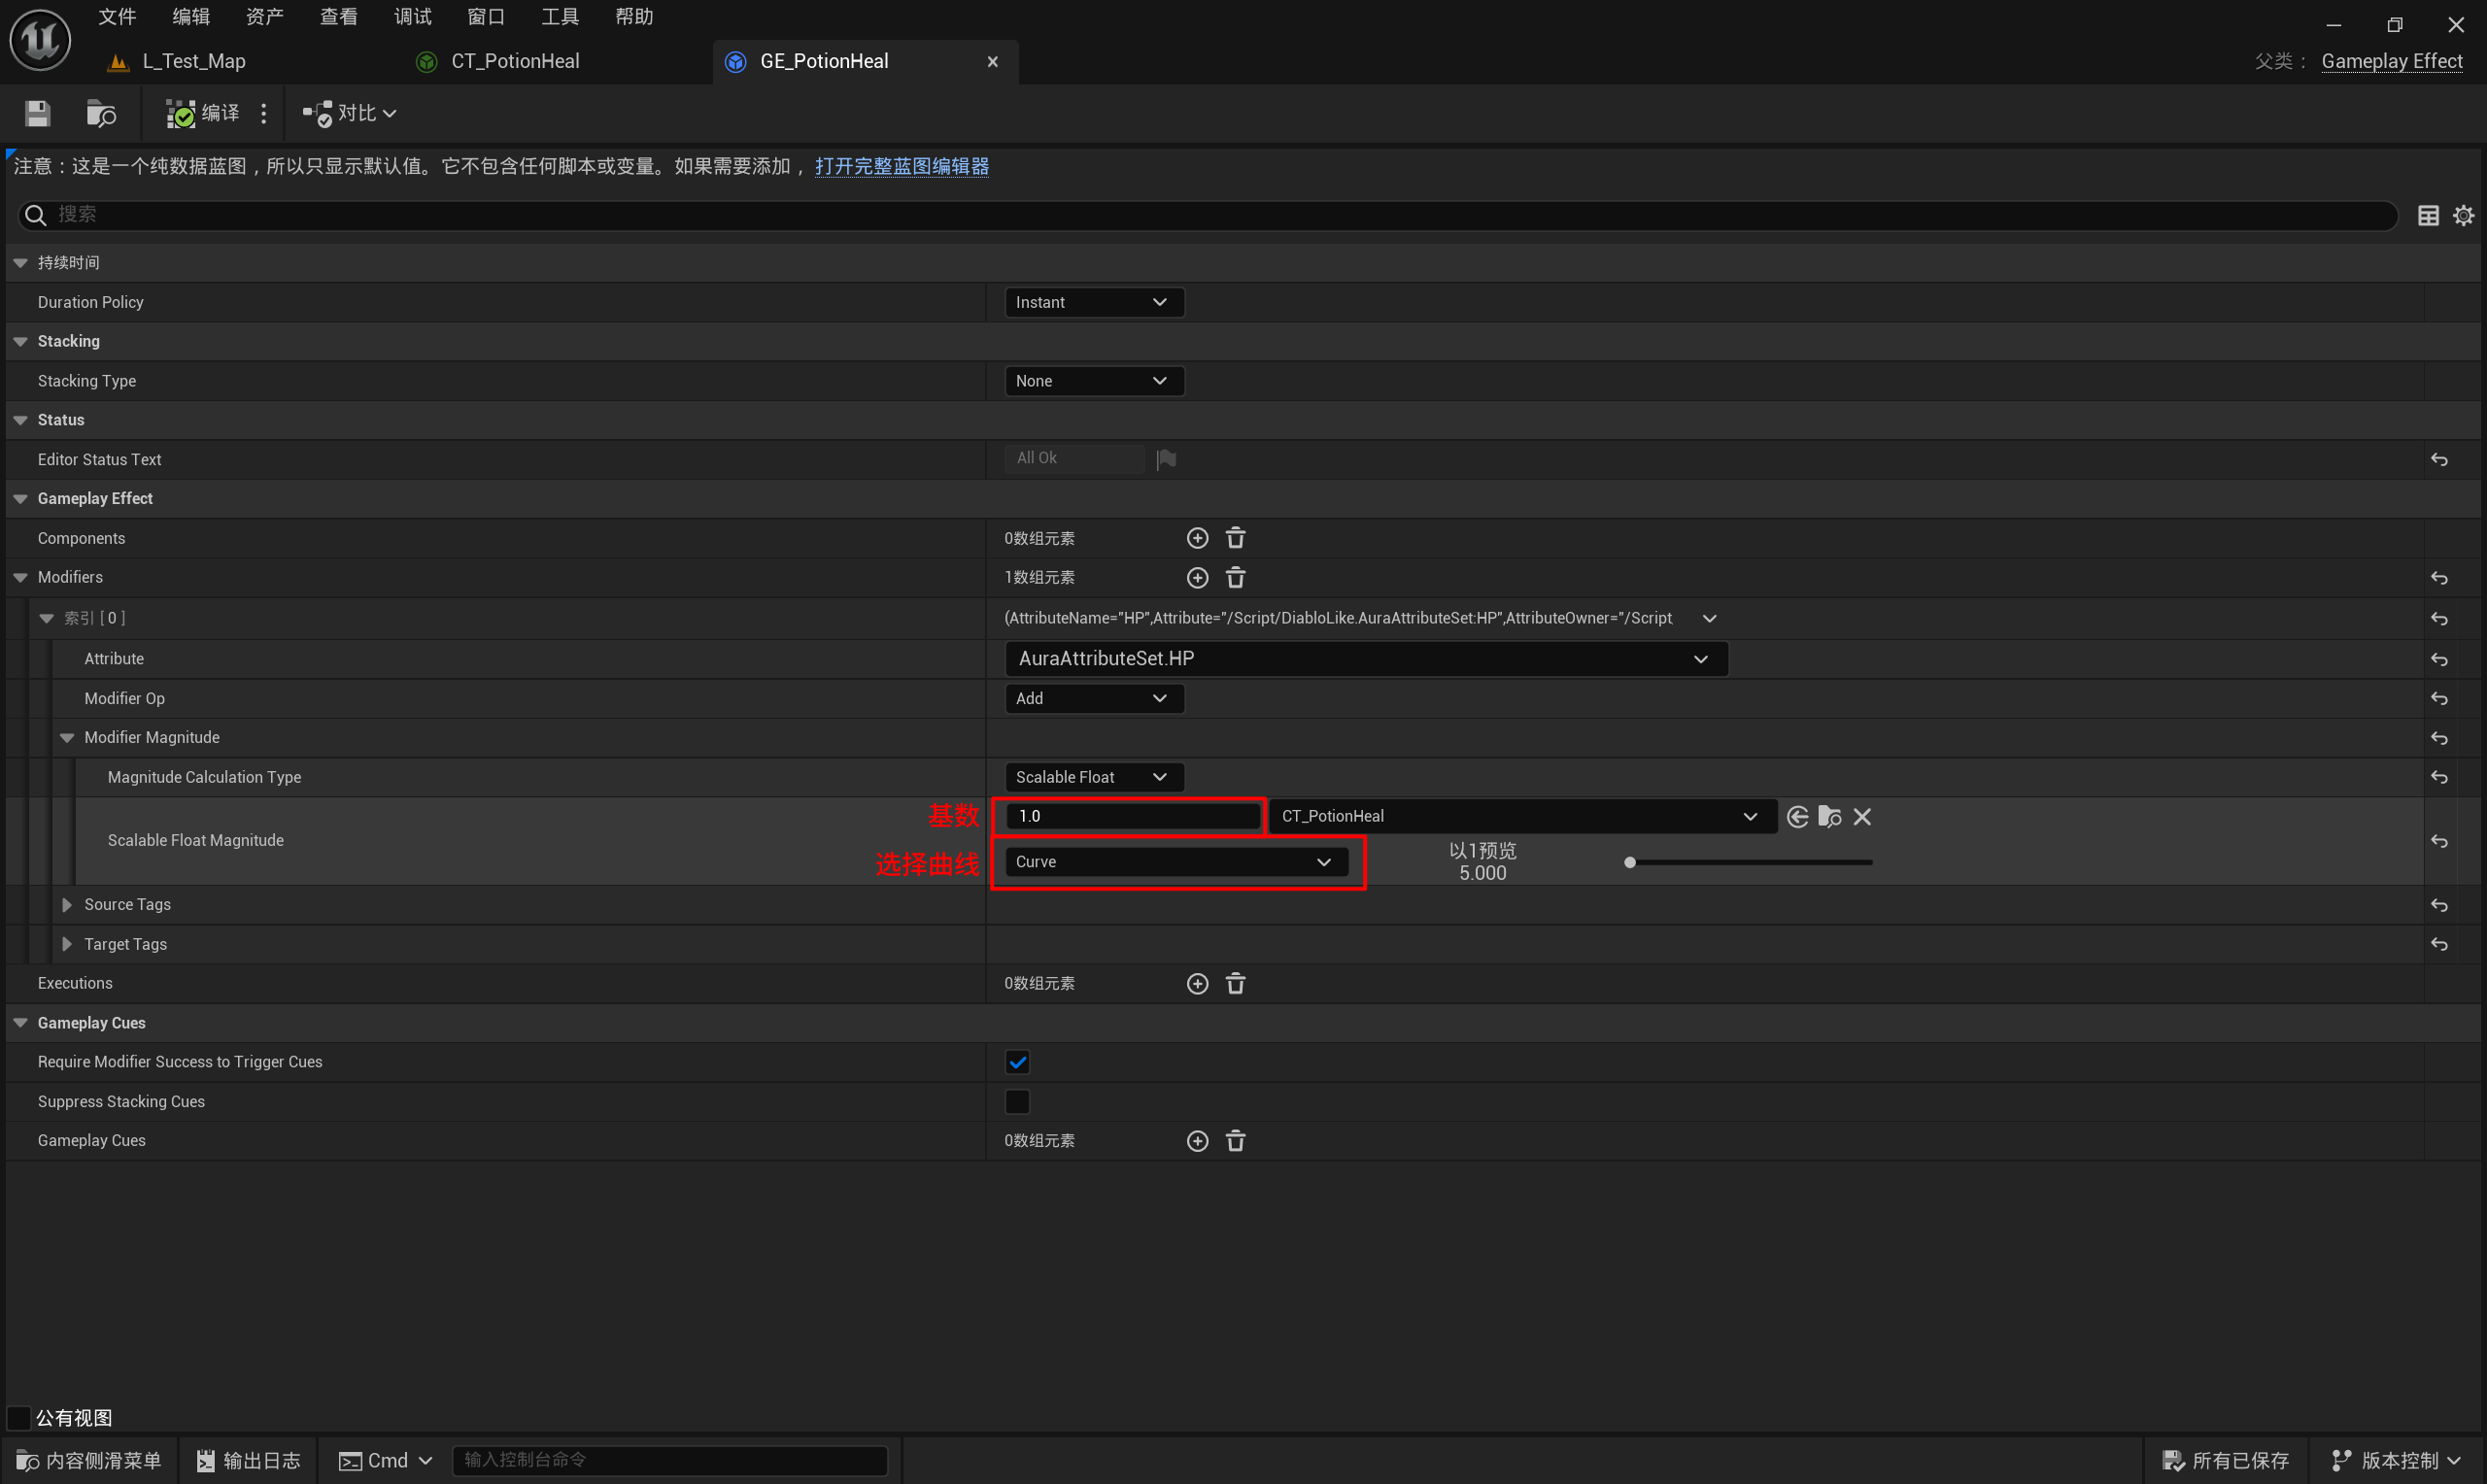 文件 编辑 资产 查看 调试 窗口 工具 帮助
L_Test_Map CT_PotionHeal GE_PotionHeal 父类： Gameplay Effect
编译 对比
注意：这是一个纯数据蓝图，所以只显示默认值。它不包含任何脚本或变量。如果需要添加， 打开完整蓝图编辑器
搜索
持续时间
Duration Policy Instant
Stacking
Stacking Type None
Status
Editor Status Text All Ok
Gameplay Effect
Components 0数组元素
Modifiers 1数组元素
索引 [ 0 ] (AttributeName="HP",Attribute="/Script/DiabloLike.AuraAttributeSet:HP",AttributeOwner="/Script
Attribute AuraAttributeSet.HP
Modifier Op Add
Modifier Magnitude
Magnitude Calculation Type Scalable Float
基数 1.0 CT_PotionHeal
Scalable Float Magnitude
选择曲线 Curve 以1预览
5.000
Source Tags
Target Tags
Executions 0数组元素
Gameplay Cues
Require Modifier Success to Trigger Cues
Suppress Stacking Cues
Gameplay Cues 0数组元素
公有视图
内容侧滑菜单 输出日志 Cmd 输入控制台命令 所有已保存 版本控制